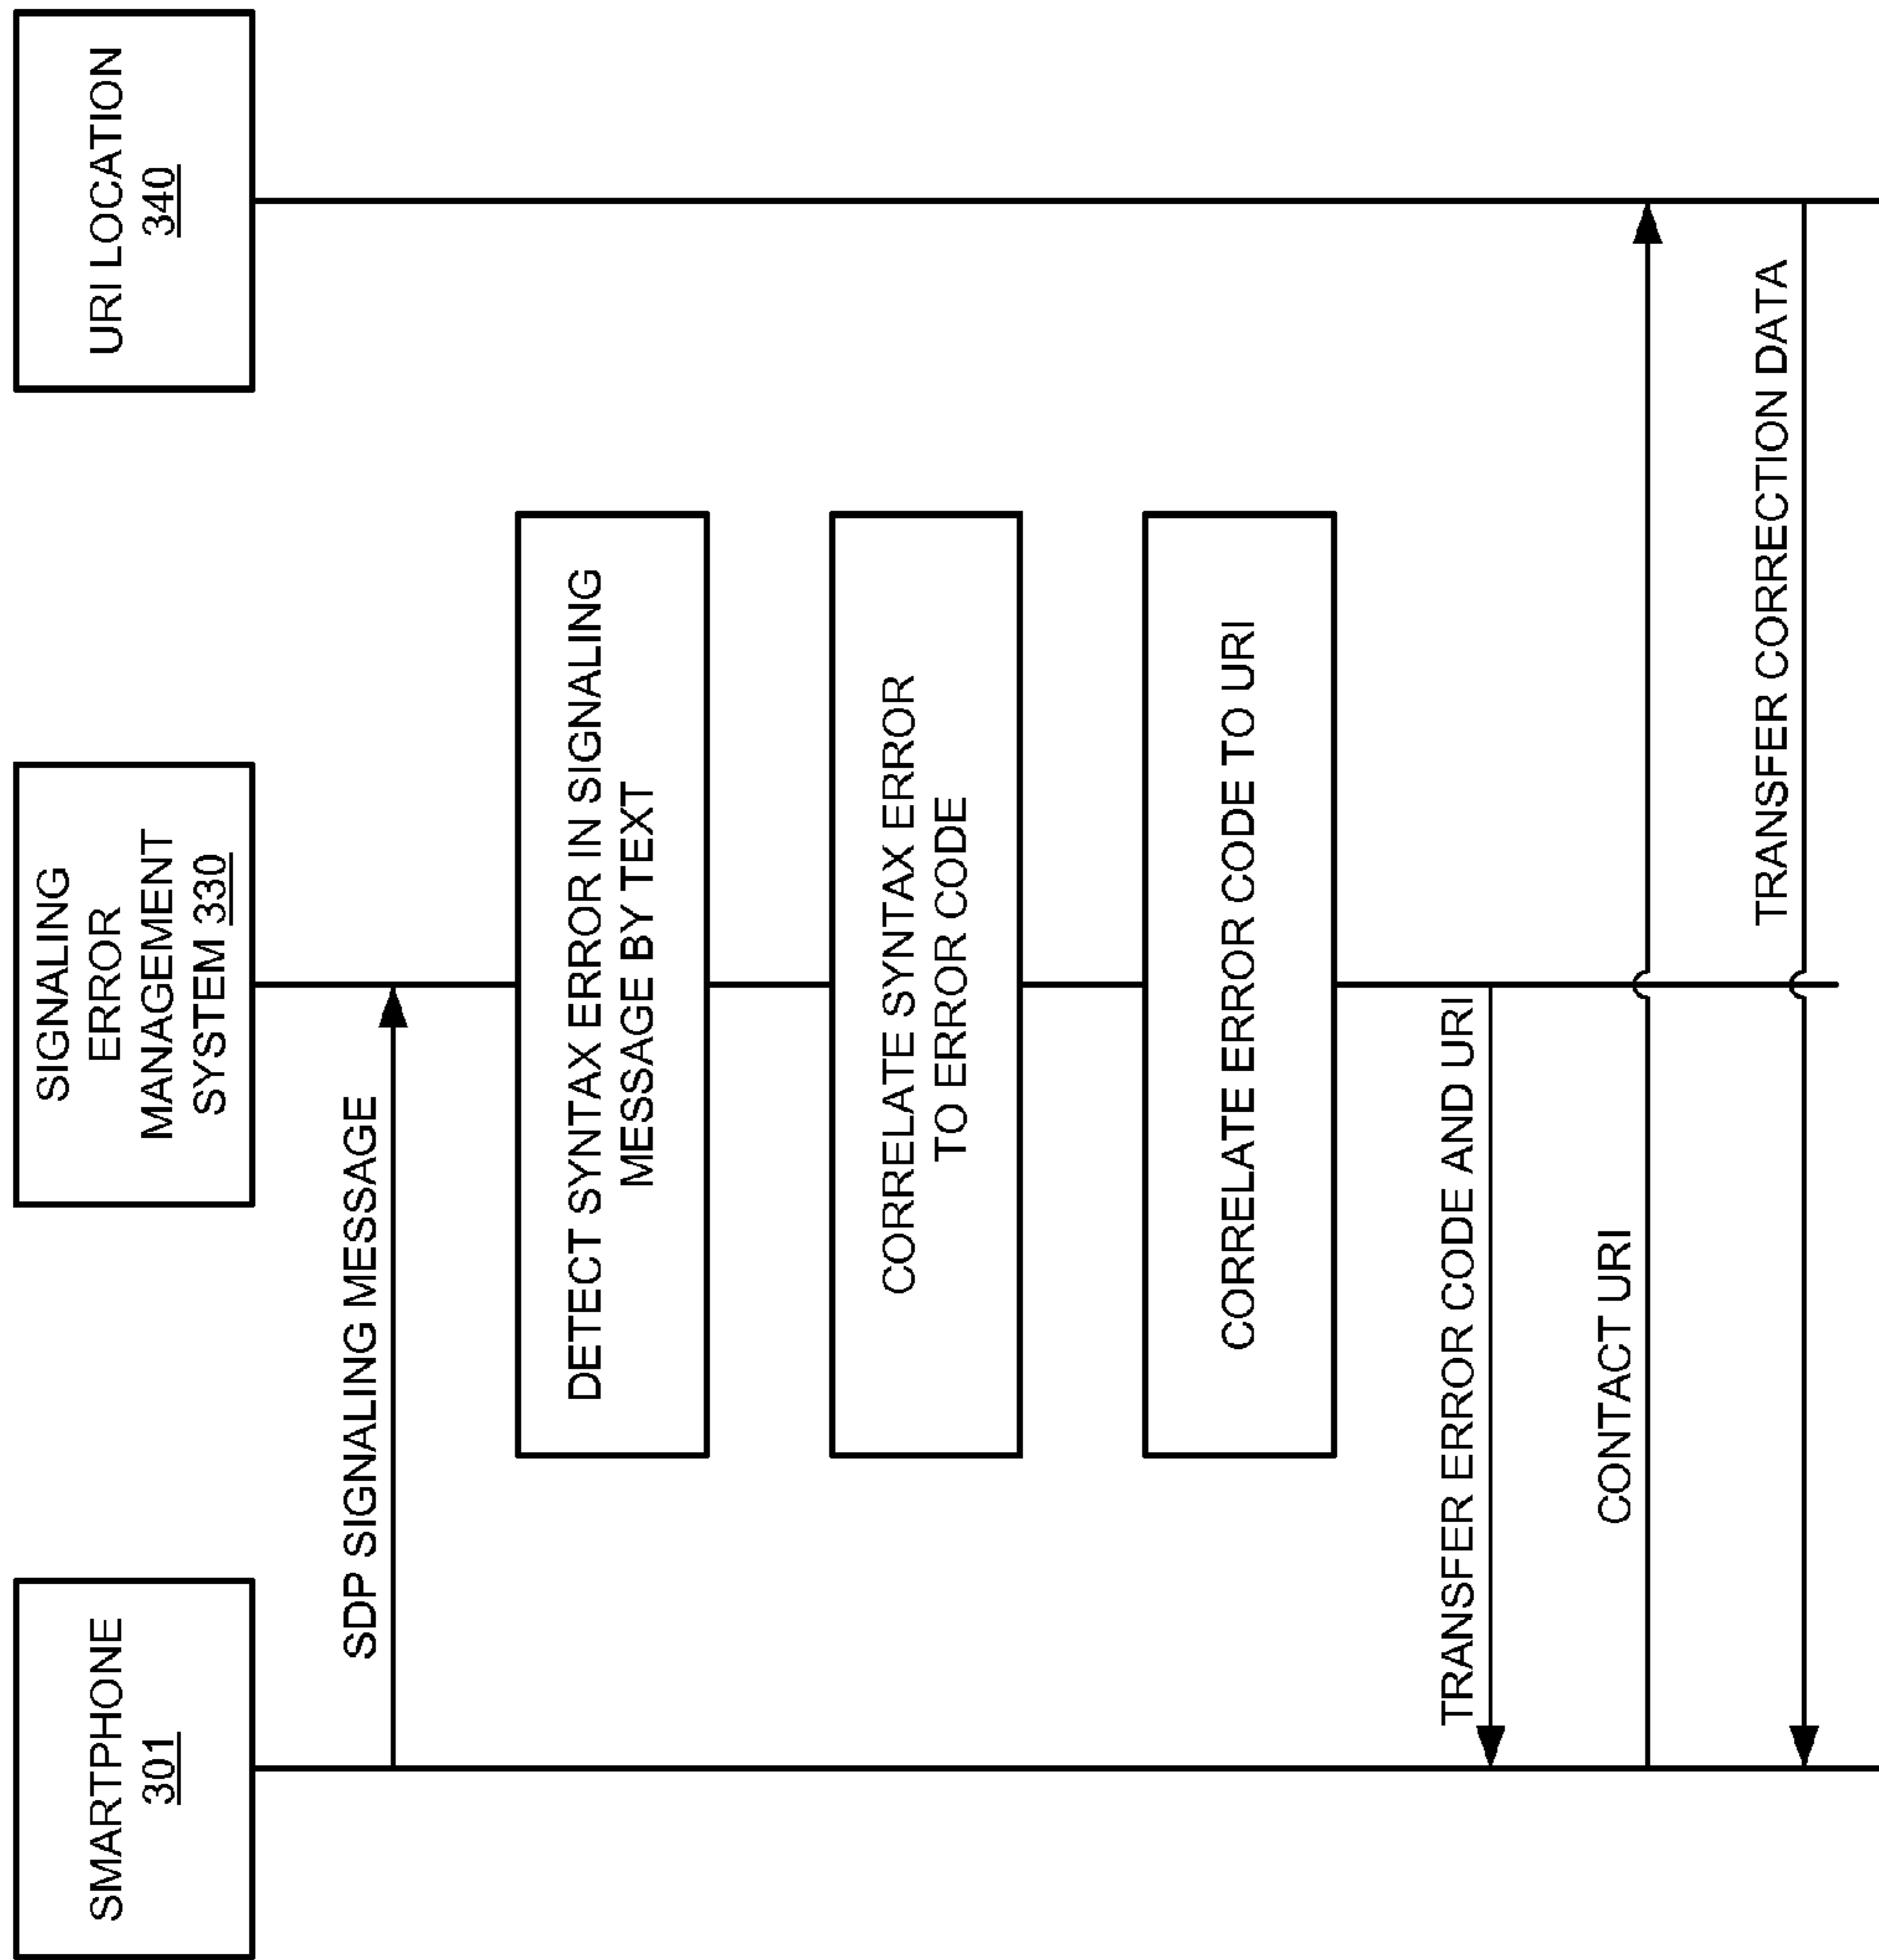 SMARTPHONE
301
SIGNALING
ERROR
MANAGEMENT
SYSTEM 330
URI LOCATION
340
SDP SIGNALING MESSAGE
DETECT SYNTAX ERROR IN SIGNALING
MESSAGE BY TEXT
CORRELATE SYNTAX ERROR
TO ERROR CODE
CORRELATE ERROR CODE TO URI
TRANSFER ERROR CODE AND URI
CONTACT URI
TRANSFER CORRECTION DATA